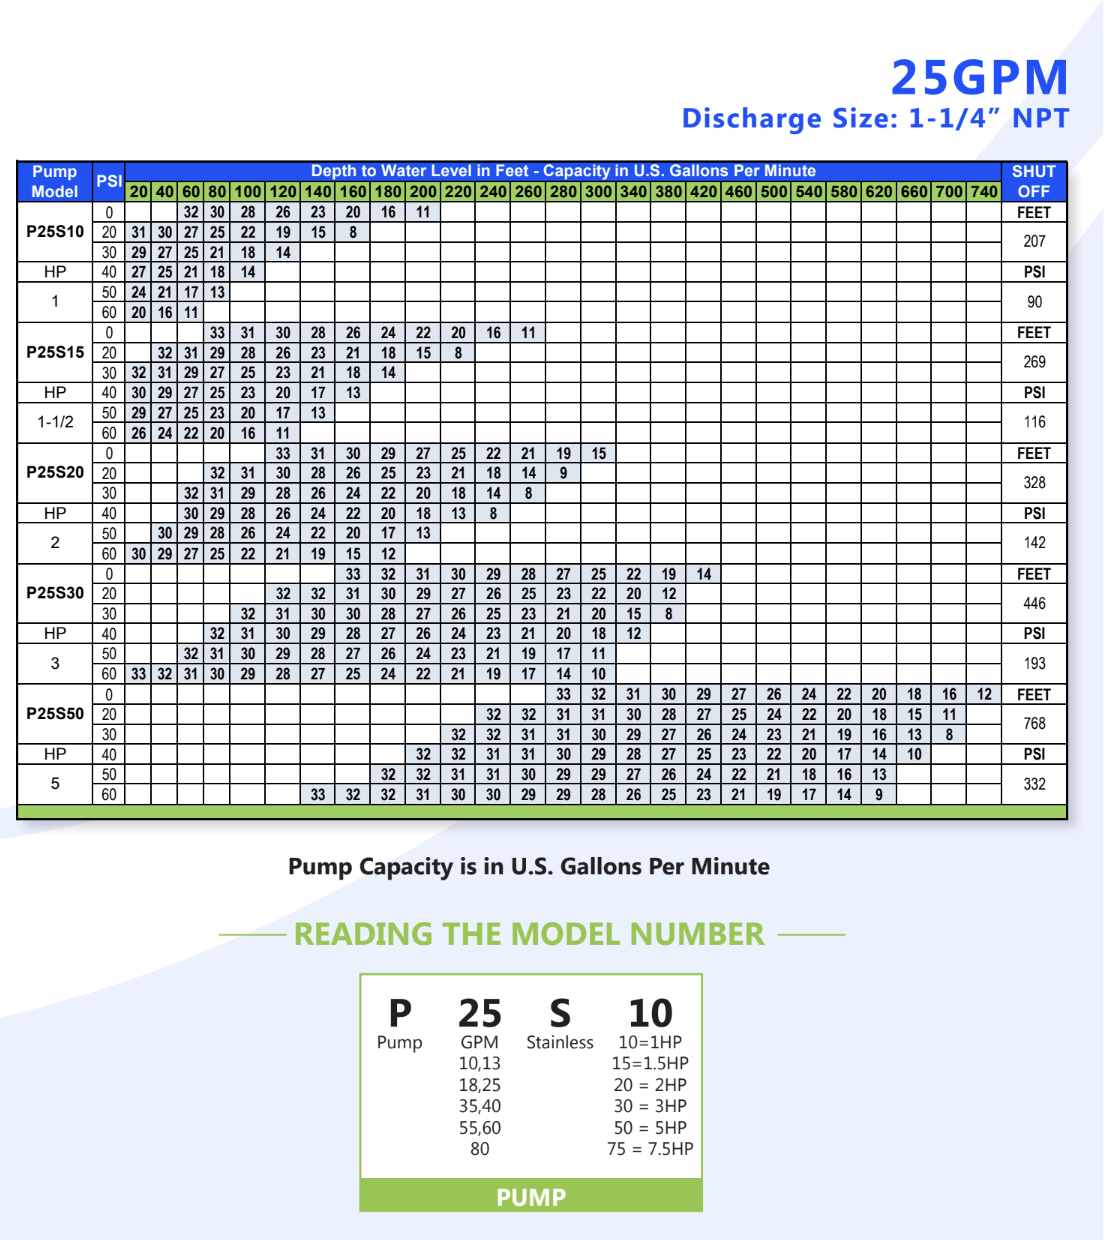 25GPM
Discharge Size: 1-1/4” NPT
Pump Model PSI Depth to Water Level in Feet - Capacity in U.S. Gallons Per Minute SHUT OFF
20 40 60 80 100 120 140 160 180 200 220 240 260 280 300 340 380 420 460 500 540 580 620 660 700 740
0 32 30 28 26 23 20 16 11 FEET
P25S10 20 31 30 27 25 22 19 15 8 207
30 29 27 25 21 18 14
HP 40 27 25 21 18 14 PSI
1 50 24 21 17 13 90
60 20 16 11
0 33 31 30 28 26 24 22 20 16 11 FEET
P25S15 20 32 31 29 28 26 23 21 18 15 8 269
30 32 31 29 27 25 23 21 18 14
HP 40 30 29 27 25 23 20 17 13 PSI
1-1/2 50 29 27 25 23 20 17 13 116
60 26 24 22 20 16 11
0 33 31 30 29 27 25 22 21 19 15 FEET
P25S20 20 32 31 30 28 26 25 23 21 18 14 9 328
30 32 31 29 28 26 24 22 20 18 14 8
HP 40 30 29 28 26 24 22 20 18 13 8 PSI
2 50 30 29 28 26 24 22 20 17 13 142
60 30 29 27 25 22 21 19 15 12
0 33 32 31 30 29 28 27 25 22 19 14 FEET
P25S30 20 32 32 31 30 29 27 26 25 23 22 20 12 446
30 32 31 30 30 28 27 26 25 23 21 20 15 8
HP 40 32 31 30 29 28 27 26 24 23 21 20 18 12 PSI
3 50 32 31 30 29 28 27 26 24 23 21 19 17 11 193
60 33 32 31 30 29 28 27 25 24 22 21 19 17 14 10
0 33 32 31 30 29 27 26 24 22 20 18 16 12 FEET
P25S50 20 32 32 31 31 30 28 27 25 24 22 20 18 15 11 768
30 32 32 31 31 30 29 27 26 24 23 21 19 16 13 8
HP 40 32 32 31 31 30 29 28 27 25 23 22 20 17 14 10 PSI
5 50 32 32 31 31 30 29 29 27 26 24 22 21 18 16 13 332
60 33 32 32 31 30 30 29 29 28 26 25 23 21 19 17 14 9
Pump Capacity is in U.S. Gallons Per Minute
READING THE MODEL NUMBER
P 25 S 10
Pump GPM Stainless 10=1HP
10,13 15=1.5HP
18,25 20 = 2HP
35,40 30 = 3HP
55,60 50 = 5HP
80 75 = 7.5HP
PUMP